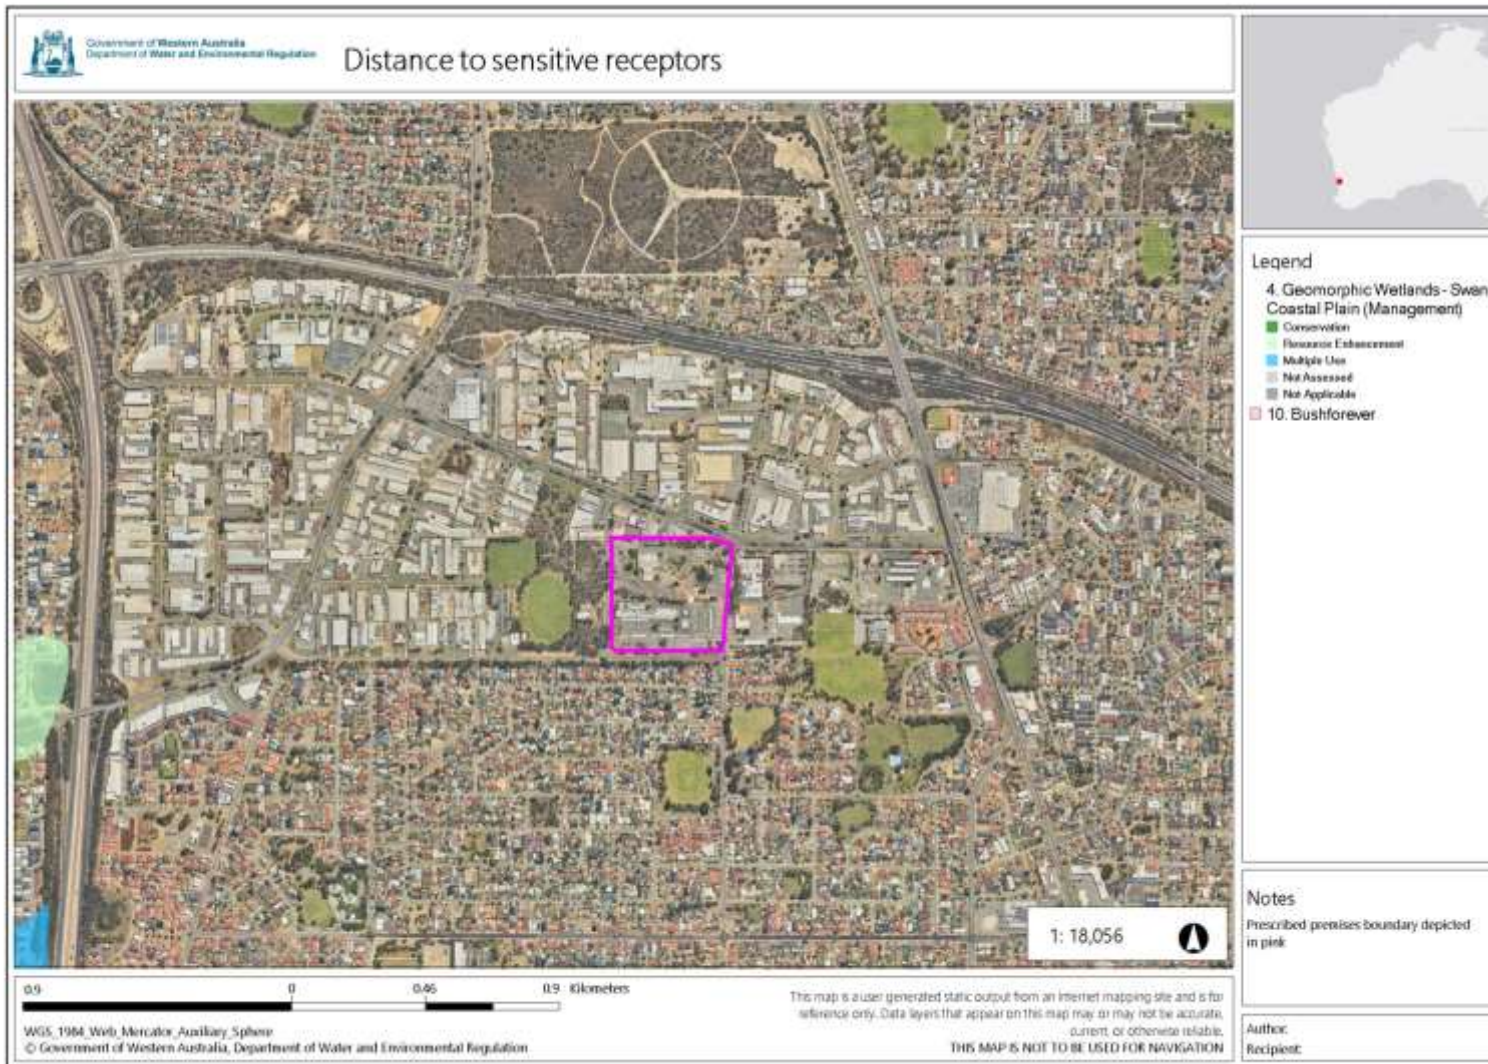 Government of Western Australia
Department of Water and Environmental Regulation
Distance to sensitive receptors
Legend
4. Geomorphic Wetlands - Swan
Coastal Plain (Management)
Conservation
Resource Enhancement
Multiple Use
Not Assessed
Not Applicable
10. Bushforever
1: 18,056
Notes
Prescribed premises boundary depicted
in pink
0.9 0 0.46 0.9 Kilometers
WGS_1984_Web_Mercator_Auxiliary_Sphere
© Government of Western Australia, Department of Water and Environmental Regulation
This map is a user generated static output from an Internet mapping site and is for
reference only. Data layers that appear on this map may or may not be accurate,
current, or otherwise reliable.
THIS MAP IS NOT TO BE USED FOR NAVIGATION
Author:
Recipient: